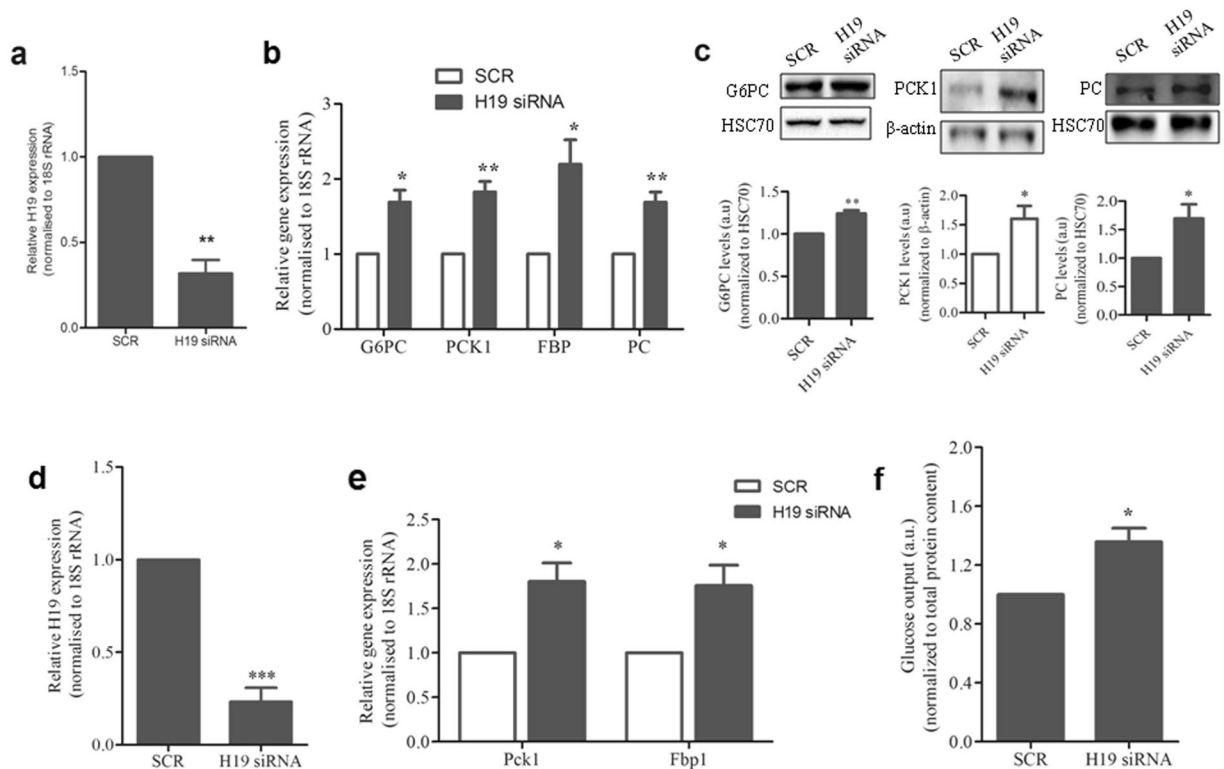 a
Relative H19 expression
(normalised to 18S rRNA)
1.5
1.0
0.5
0.0
**
SCR
H19 siRNA
b
SCR
H19 siRNA
Relative gene expression
(normalised to 18S rRNA)
3
2
1
0
*
**
*
**
G6PC
PCK1
FBP
PC
c
SCR
H19
siRNA
G6PC
HSC70
SCR
H19
siRNA
PCK1
β-actin
SCR
H19
siRNA
PC
HSC70
G6PC levels (a.u)
(normalized to HSC70)
1.5
1.0
0.5
0.0
**
SCR
H19 siRNA
PCK1 levels (a.u)
(normalized to β-actin)
2.0
1.5
1.0
0.5
0.0
*
SCR
H19 siRNA
PC levels (a.u
(normalized to HSC70)
2.0
1.5
1.0
0.5
0.0
*
SCR
H19 siRNA
d
Relative H19 expression
(normalised to 18S rRNA)
1.5
1.0
0.5
0.0
***
SCR
H19 siRNA
e
SCR
H19 siRNA
Relative gene expression
(normalised to 18S rRNA)
2.5
2.0
1.5
1.0
0.5
0.0
*
*
Pck1
Fbp1
f
Glucose output (a.u.)
(normalized to total protein content)
2.0
1.6
1.2
0.8
0.4
0.0
*
SCR
H19 siRNA